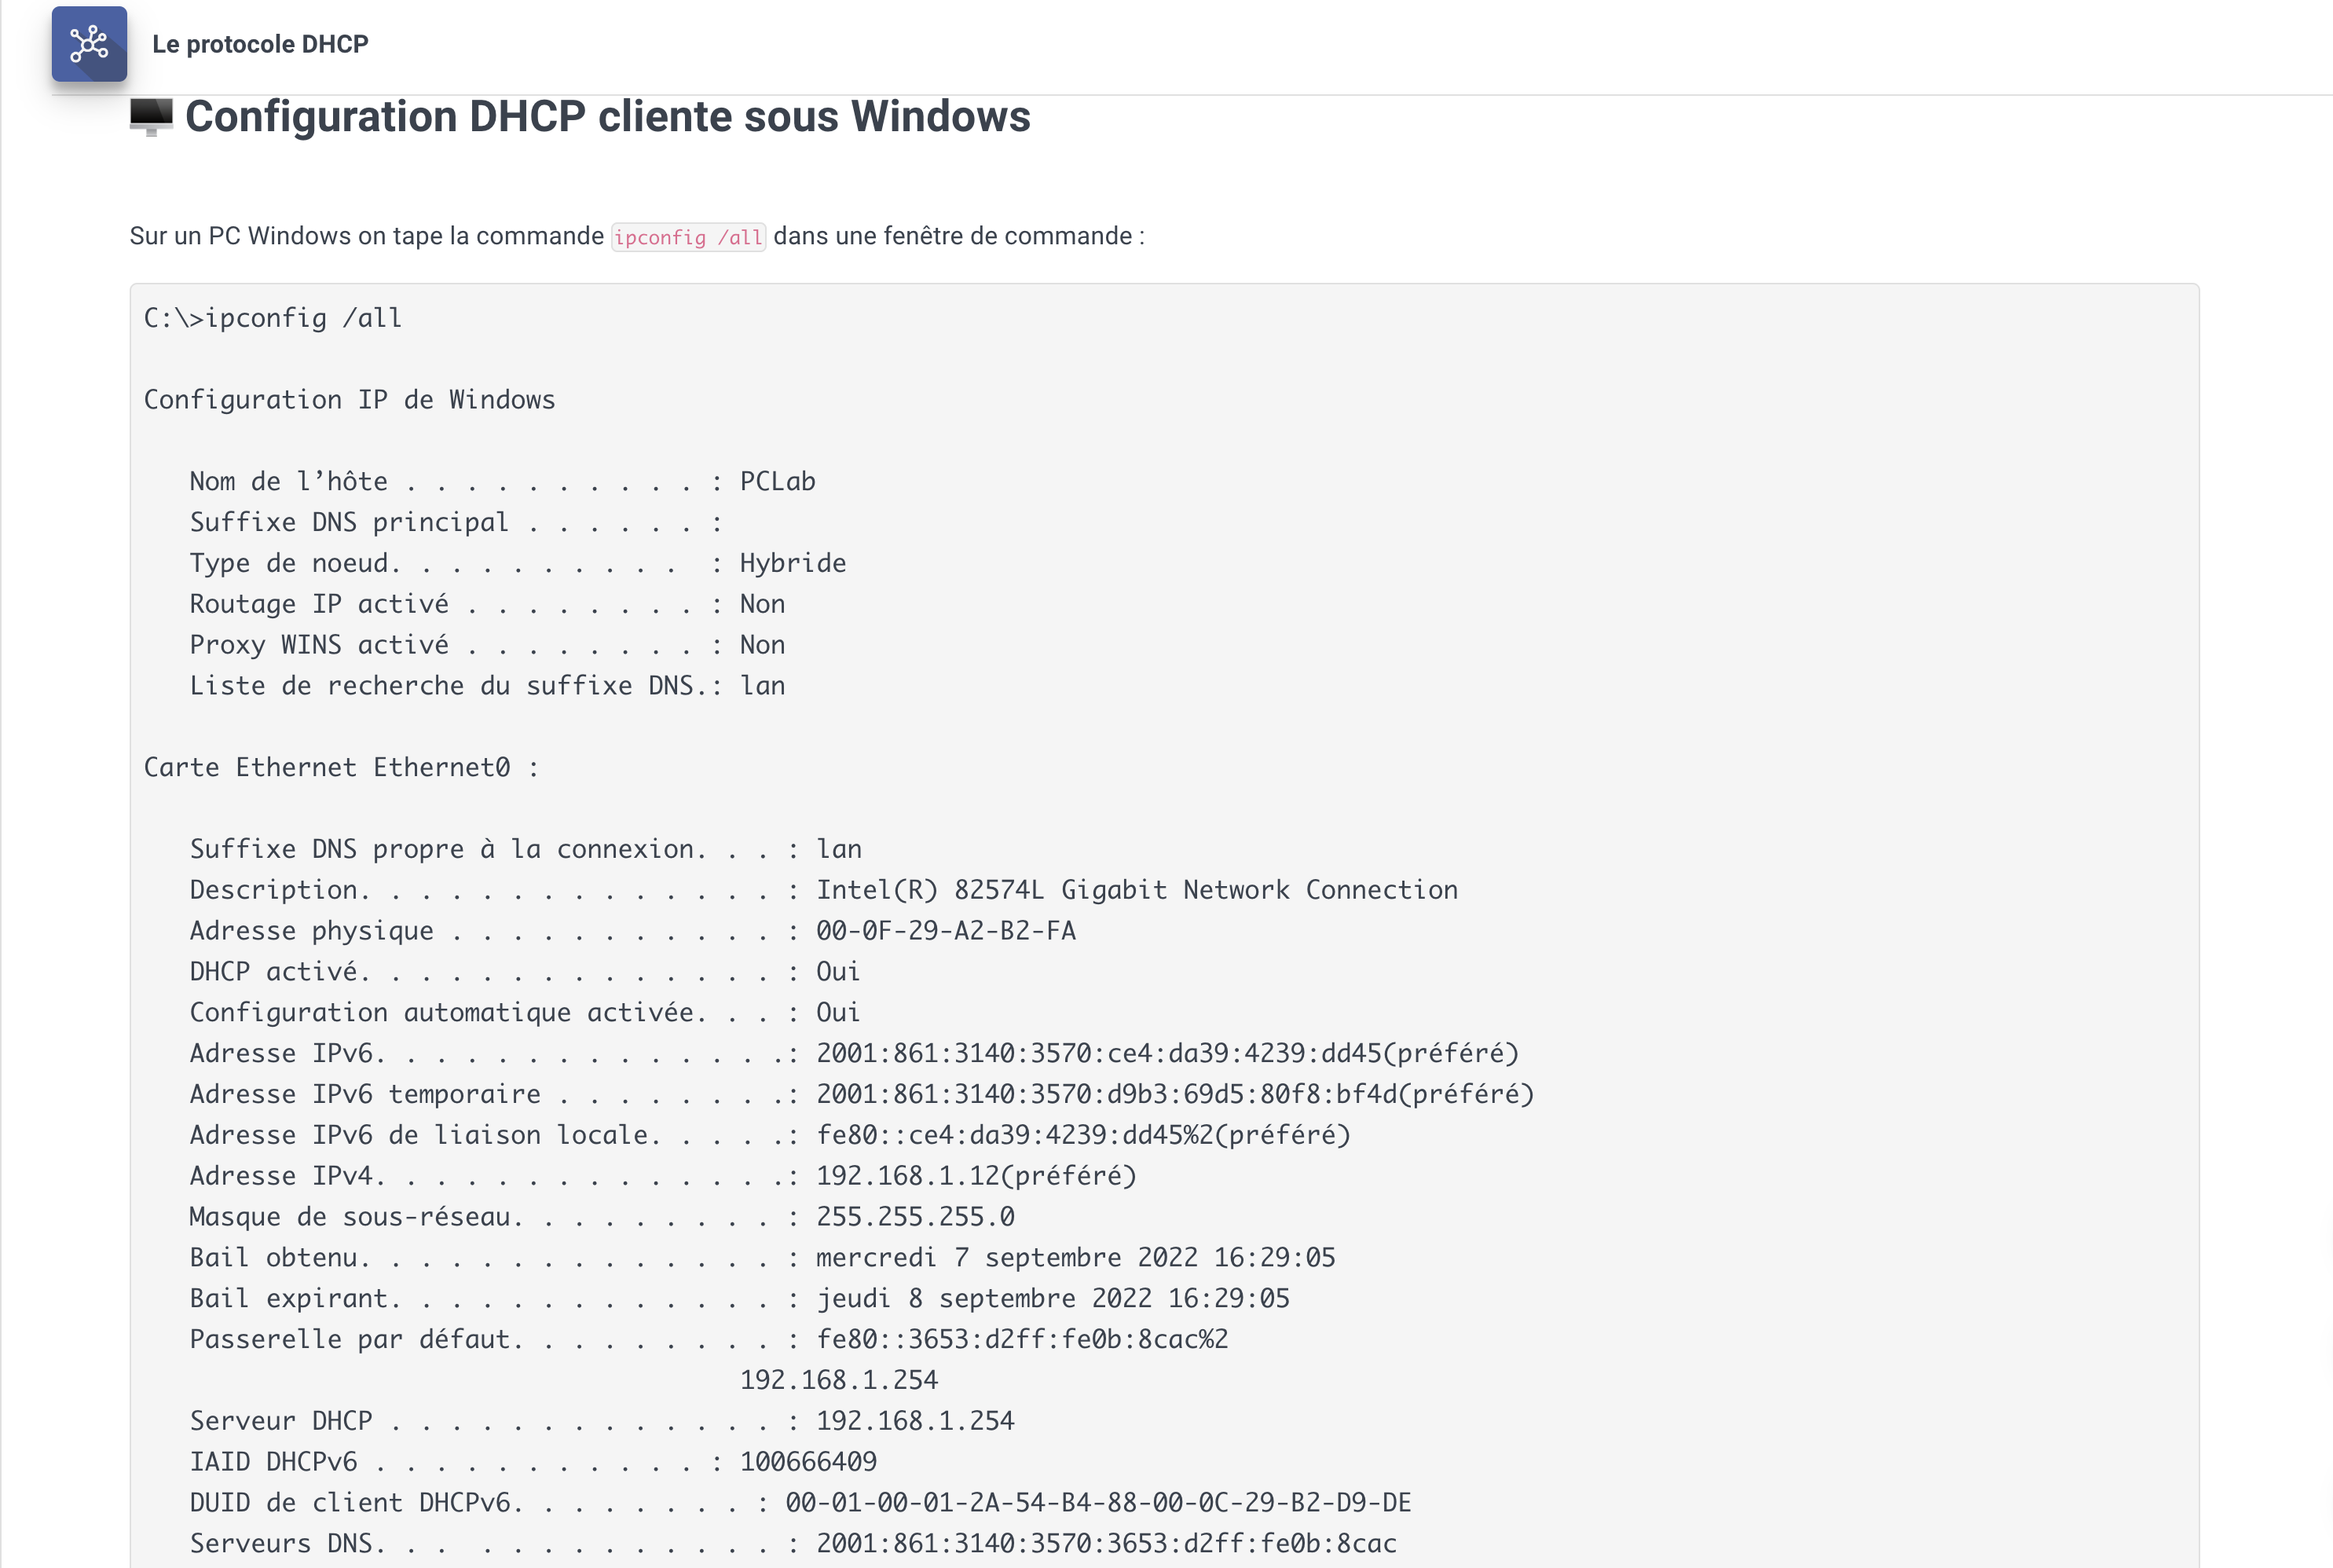 Le protocole DHCP
Configuration DHCP cliente sous Windows
Sur un PC Windows on tape la commande ipconfig /all dans une fenêtre de commande :
C:\>ipconfig /all
Configuration IP de Windows
Nom de l’hôte . . . . . . . . . . : PCLab
Suffixe DNS principal . . . . . . :
Type de noeud. . . . . . . . . .  : Hybride
Routage IP activé . . . . . . . . : Non
Proxy WINS activé . . . . . . . . : Non
Liste de recherche du suffixe DNS.: lan
Carte Ethernet Ethernet0 :
Suffixe DNS propre à la connexion. . . : lan
Description. . . . . . . . . . . . . . : Intel(R) 82574L Gigabit Network Connection
Adresse physique . . . . . . . . . . . : 00-0F-29-A2-B2-FA
DHCP activé. . . . . . . . . . . . . . : Oui
Configuration automatique activée. . . : Oui
Adresse IPv6. . . . . . . . . . . . . .: 2001:861:3140:3570:ce4:da39:4239:dd45(préféré)
Adresse IPv6 temporaire . . . . . . . .: 2001:861:3140:3570:d9b3:69d5:80f8:bf4d(préféré)
Adresse IPv6 de liaison locale. . . . .: fe80::ce4:da39:4239:dd45%2(préféré)
Adresse IPv4. . . . . . . . . . . . . .: 192.168.1.12(préféré)
Masque de sous-réseau. . . . . . . . . : 255.255.255.0
Bail obtenu. . . . . . . . . . . . . . : mercredi 7 septembre 2022 16:29:05
Bail expirant. . . . . . . . . . . . . : jeudi 8 septembre 2022 16:29:05
Passerelle par défaut. . . . . . . . . : fe80::3653:d2ff:fe0b:8cac%2
192.168.1.254
Serveur DHCP . . . . . . . . . . . . . : 192.168.1.254
IAID DHCPv6 . . . . . . . . . . . : 100666409
DUID de client DHCPv6. . . . . . . . : 00-01-00-01-2A-54-B4-88-00-0C-29-B2-D9-DE
Serveurs DNS. . .  . . . . . . . . . . : 2001:861:3140:3570:3653:d2ff:fe0b:8cac